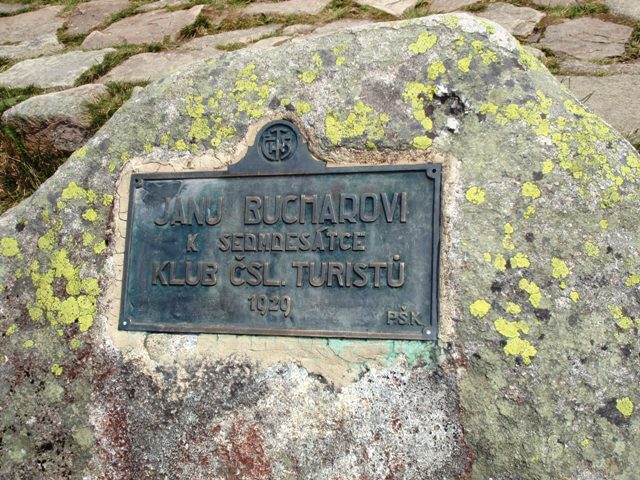 JANU BUCHAROVI
K SEDMDESÁTCE
KLUB ČSL. TURISTŮ
1929
PŠK